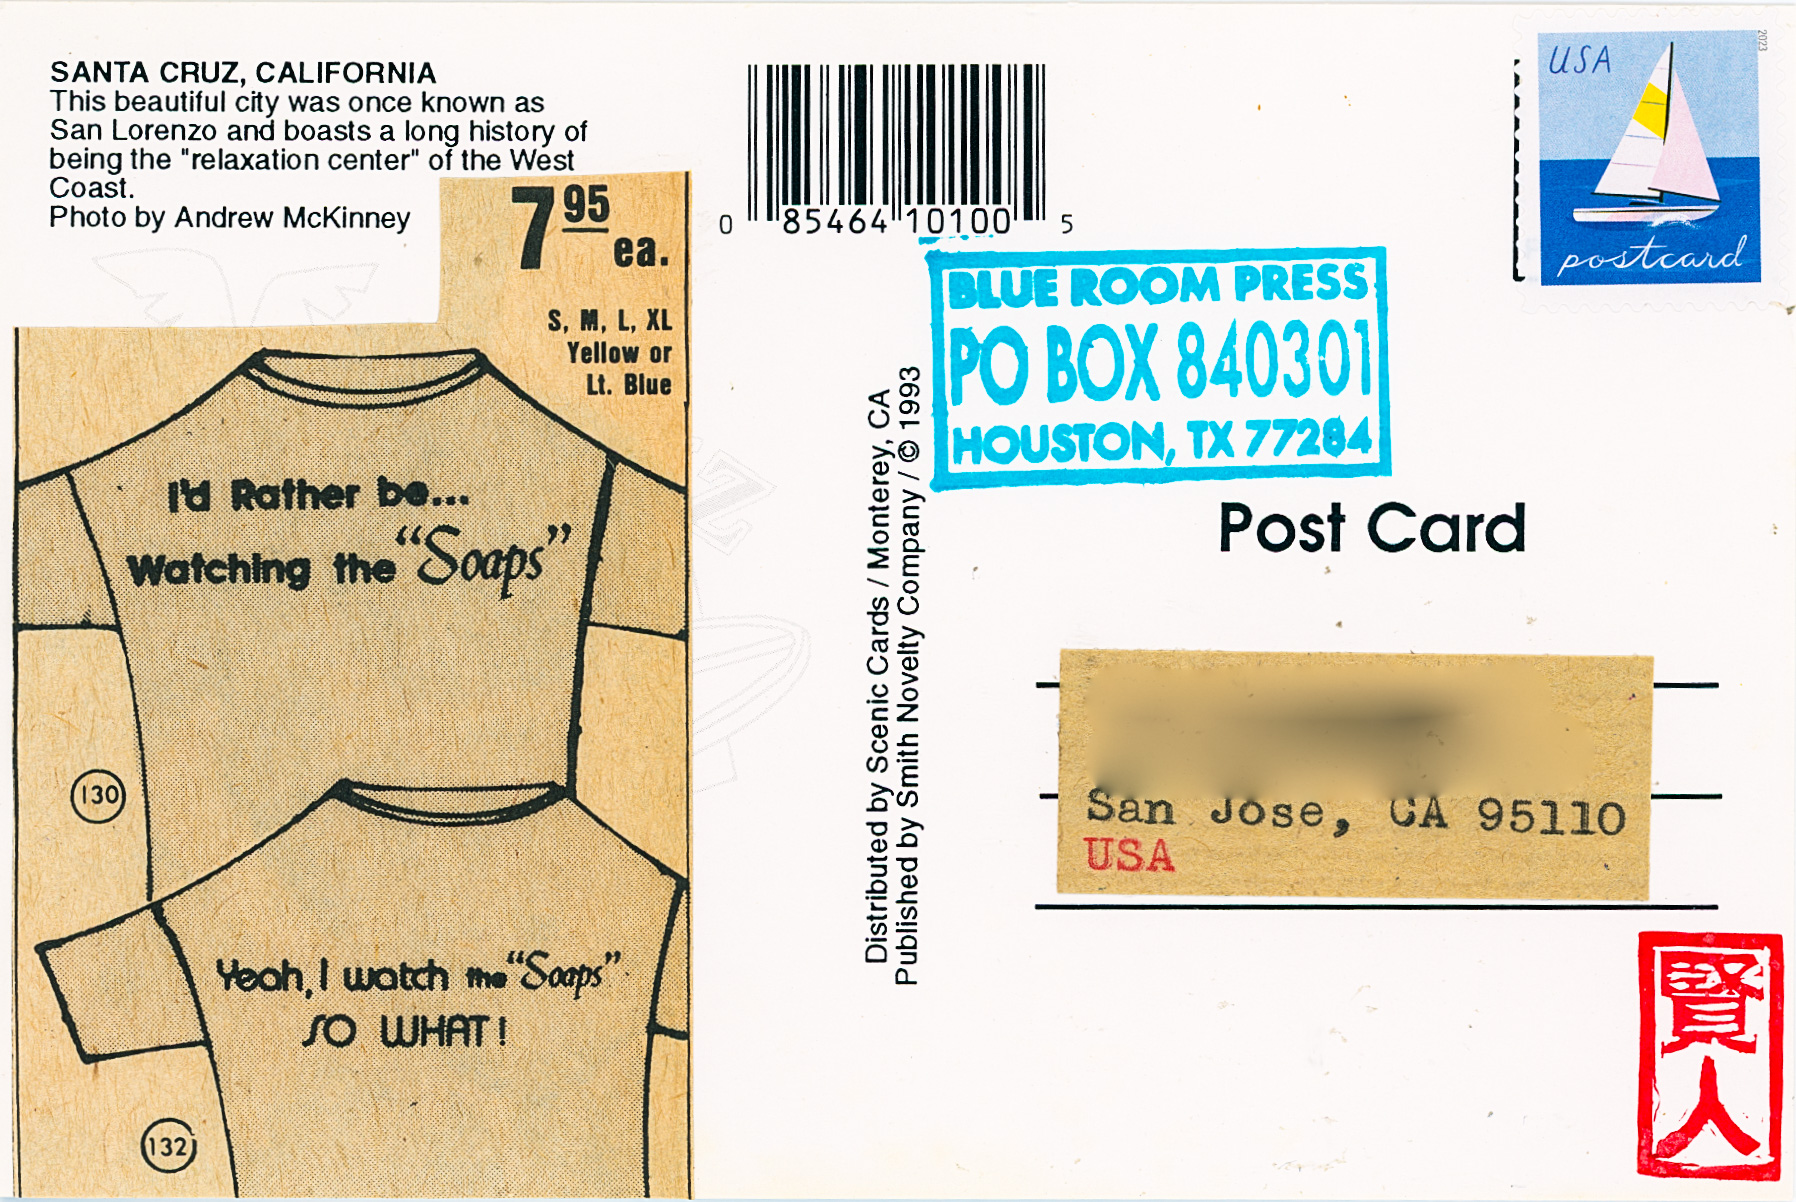 SANTA CRUZ, CALIFORNIA
This beautiful city was once known as
San Lorenzo and boasts a long history of
being the "relaxation center" of the West
Coast.
Photo by Andrew McKinney
7 95
ea.
S, M, L, XL
Yellow or
Lt. Blue
I'd Rather be...
Watching the “Soaps”
130
Yeah, I watch the “Soaps”
SO WHAT!
132
0 85464 10100 5
Distributed by Scenic Cards / Monterey, CA
Published by Smith Novelty Company / © 1993
BLUE ROOM PRESS
PO BOX 840301
HOUSTON, TX 77284
USA
2023
postcard
Post Card
San Jose, CA 95110
USA
賢人